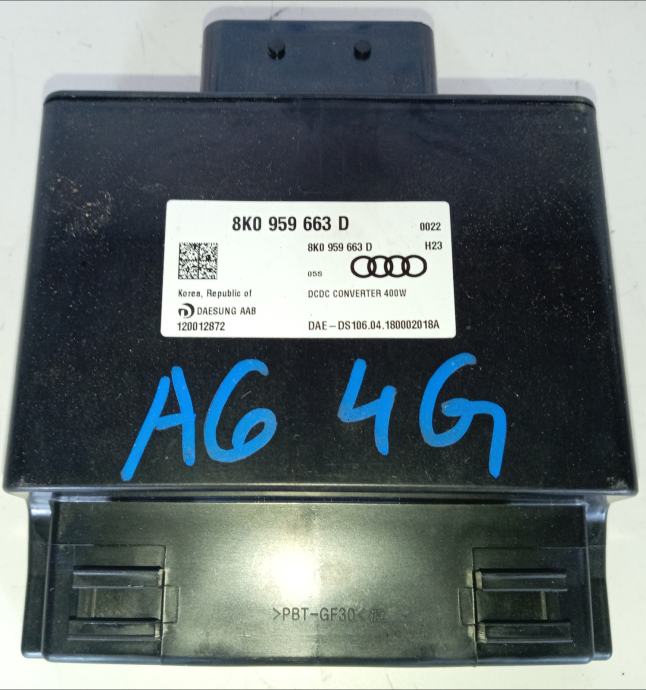 8K0 959 663 D 0022
8K0 959 663 D H23
05S
Korea, Republic of DCDC CONVERTER 400W
DAESUNG AAB
120012872 DAE-DS106.04.180002018A
A6 4G
>PBT-GF30<